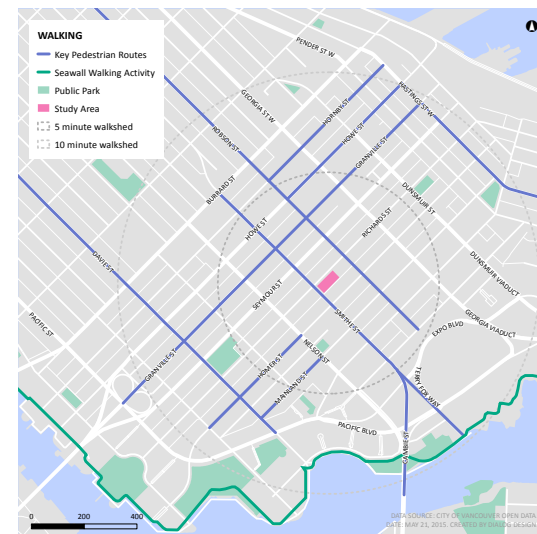 WALKING
Key Pedestrian Routes
Seawall Walking Activity
Public Park
Study Area
5 minute walkshed
10 minute walkshed
PENDER ST W
GEORGIA ST W
HASTINGS ST W
HORNBY ST
HOWE ST
GRANVILLE ST
ROBSON ST
BURRARD ST
DUNSMUIR ST
RICHARDS ST
HOWE ST
DUNSMUIR VIADUCT
DAVIE ST
SEYMOUR ST
SMITHE ST
GEORGIA VIADUCT
EXPO BLVD
PACIFIC ST
NELSON ST
GRANVILLE ST
HOMER ST
MAINLAND ST
TERRY FOX WAY
PACIFIC BLVD
CAMBIE ST
0 200 400
DATA SOURCE: CITY OF VANCOUVER OPEN DATA
DATE: MAY 21, 2015. CREATED BY DIALOG DESIGN